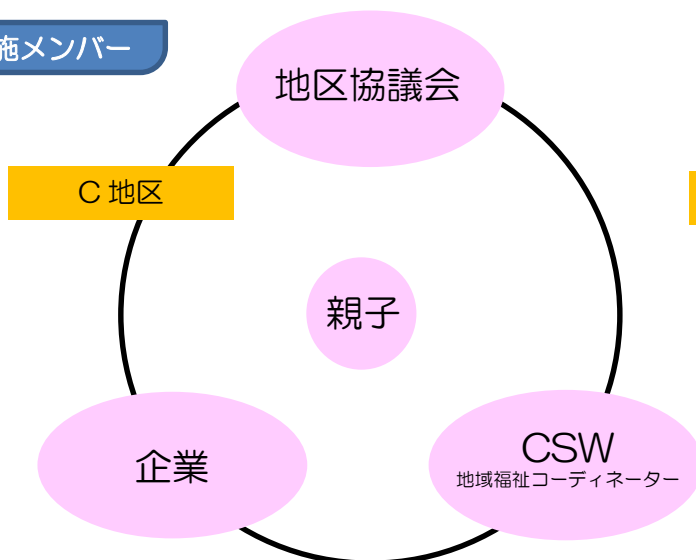 施メンバー
地区協議会
C 地区
親子
企業
CSW
地域福祉コーディネーター